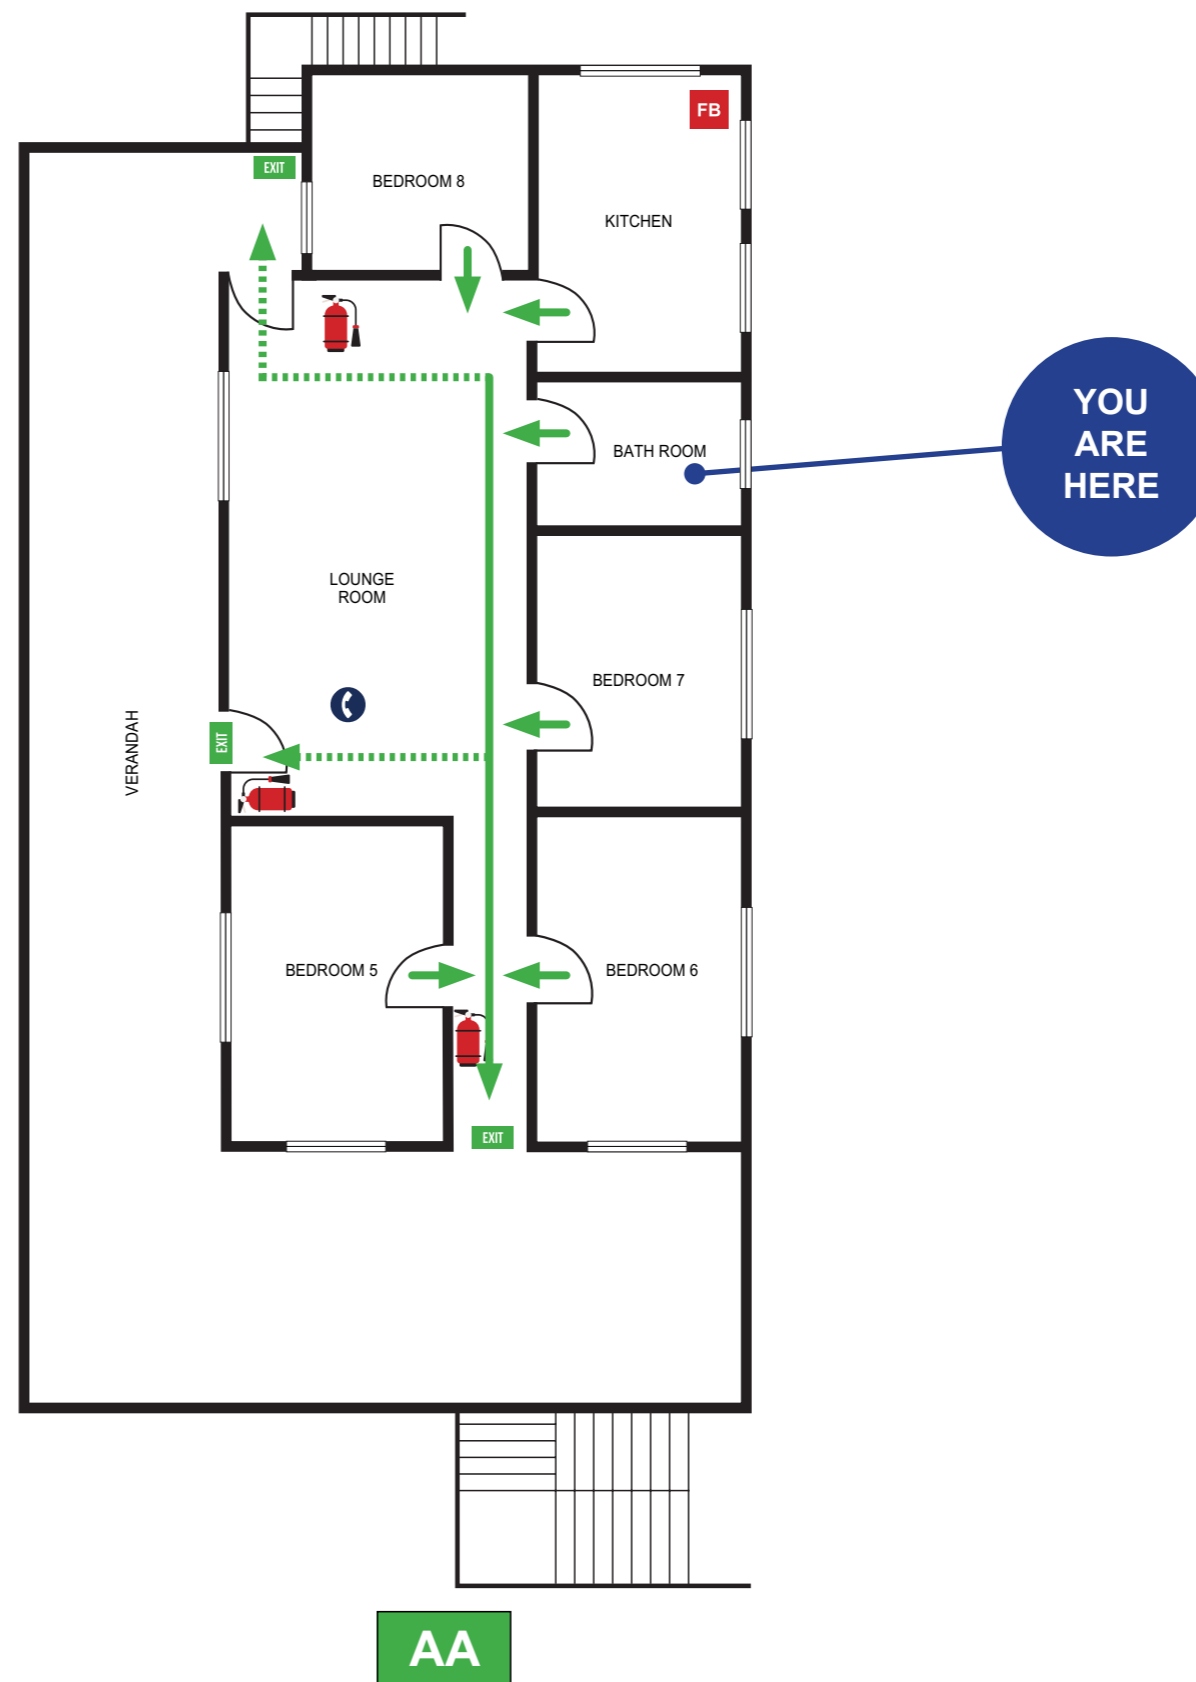 FB
EXIT
BEDROOM 8
KITCHEN
YOU
ARE
HERE
BATH ROOM
LOUNGE
ROOM
BEDROOM 7
VERANDAH
EXIT
BEDROOM 5
BEDROOM 6
EXIT
AA